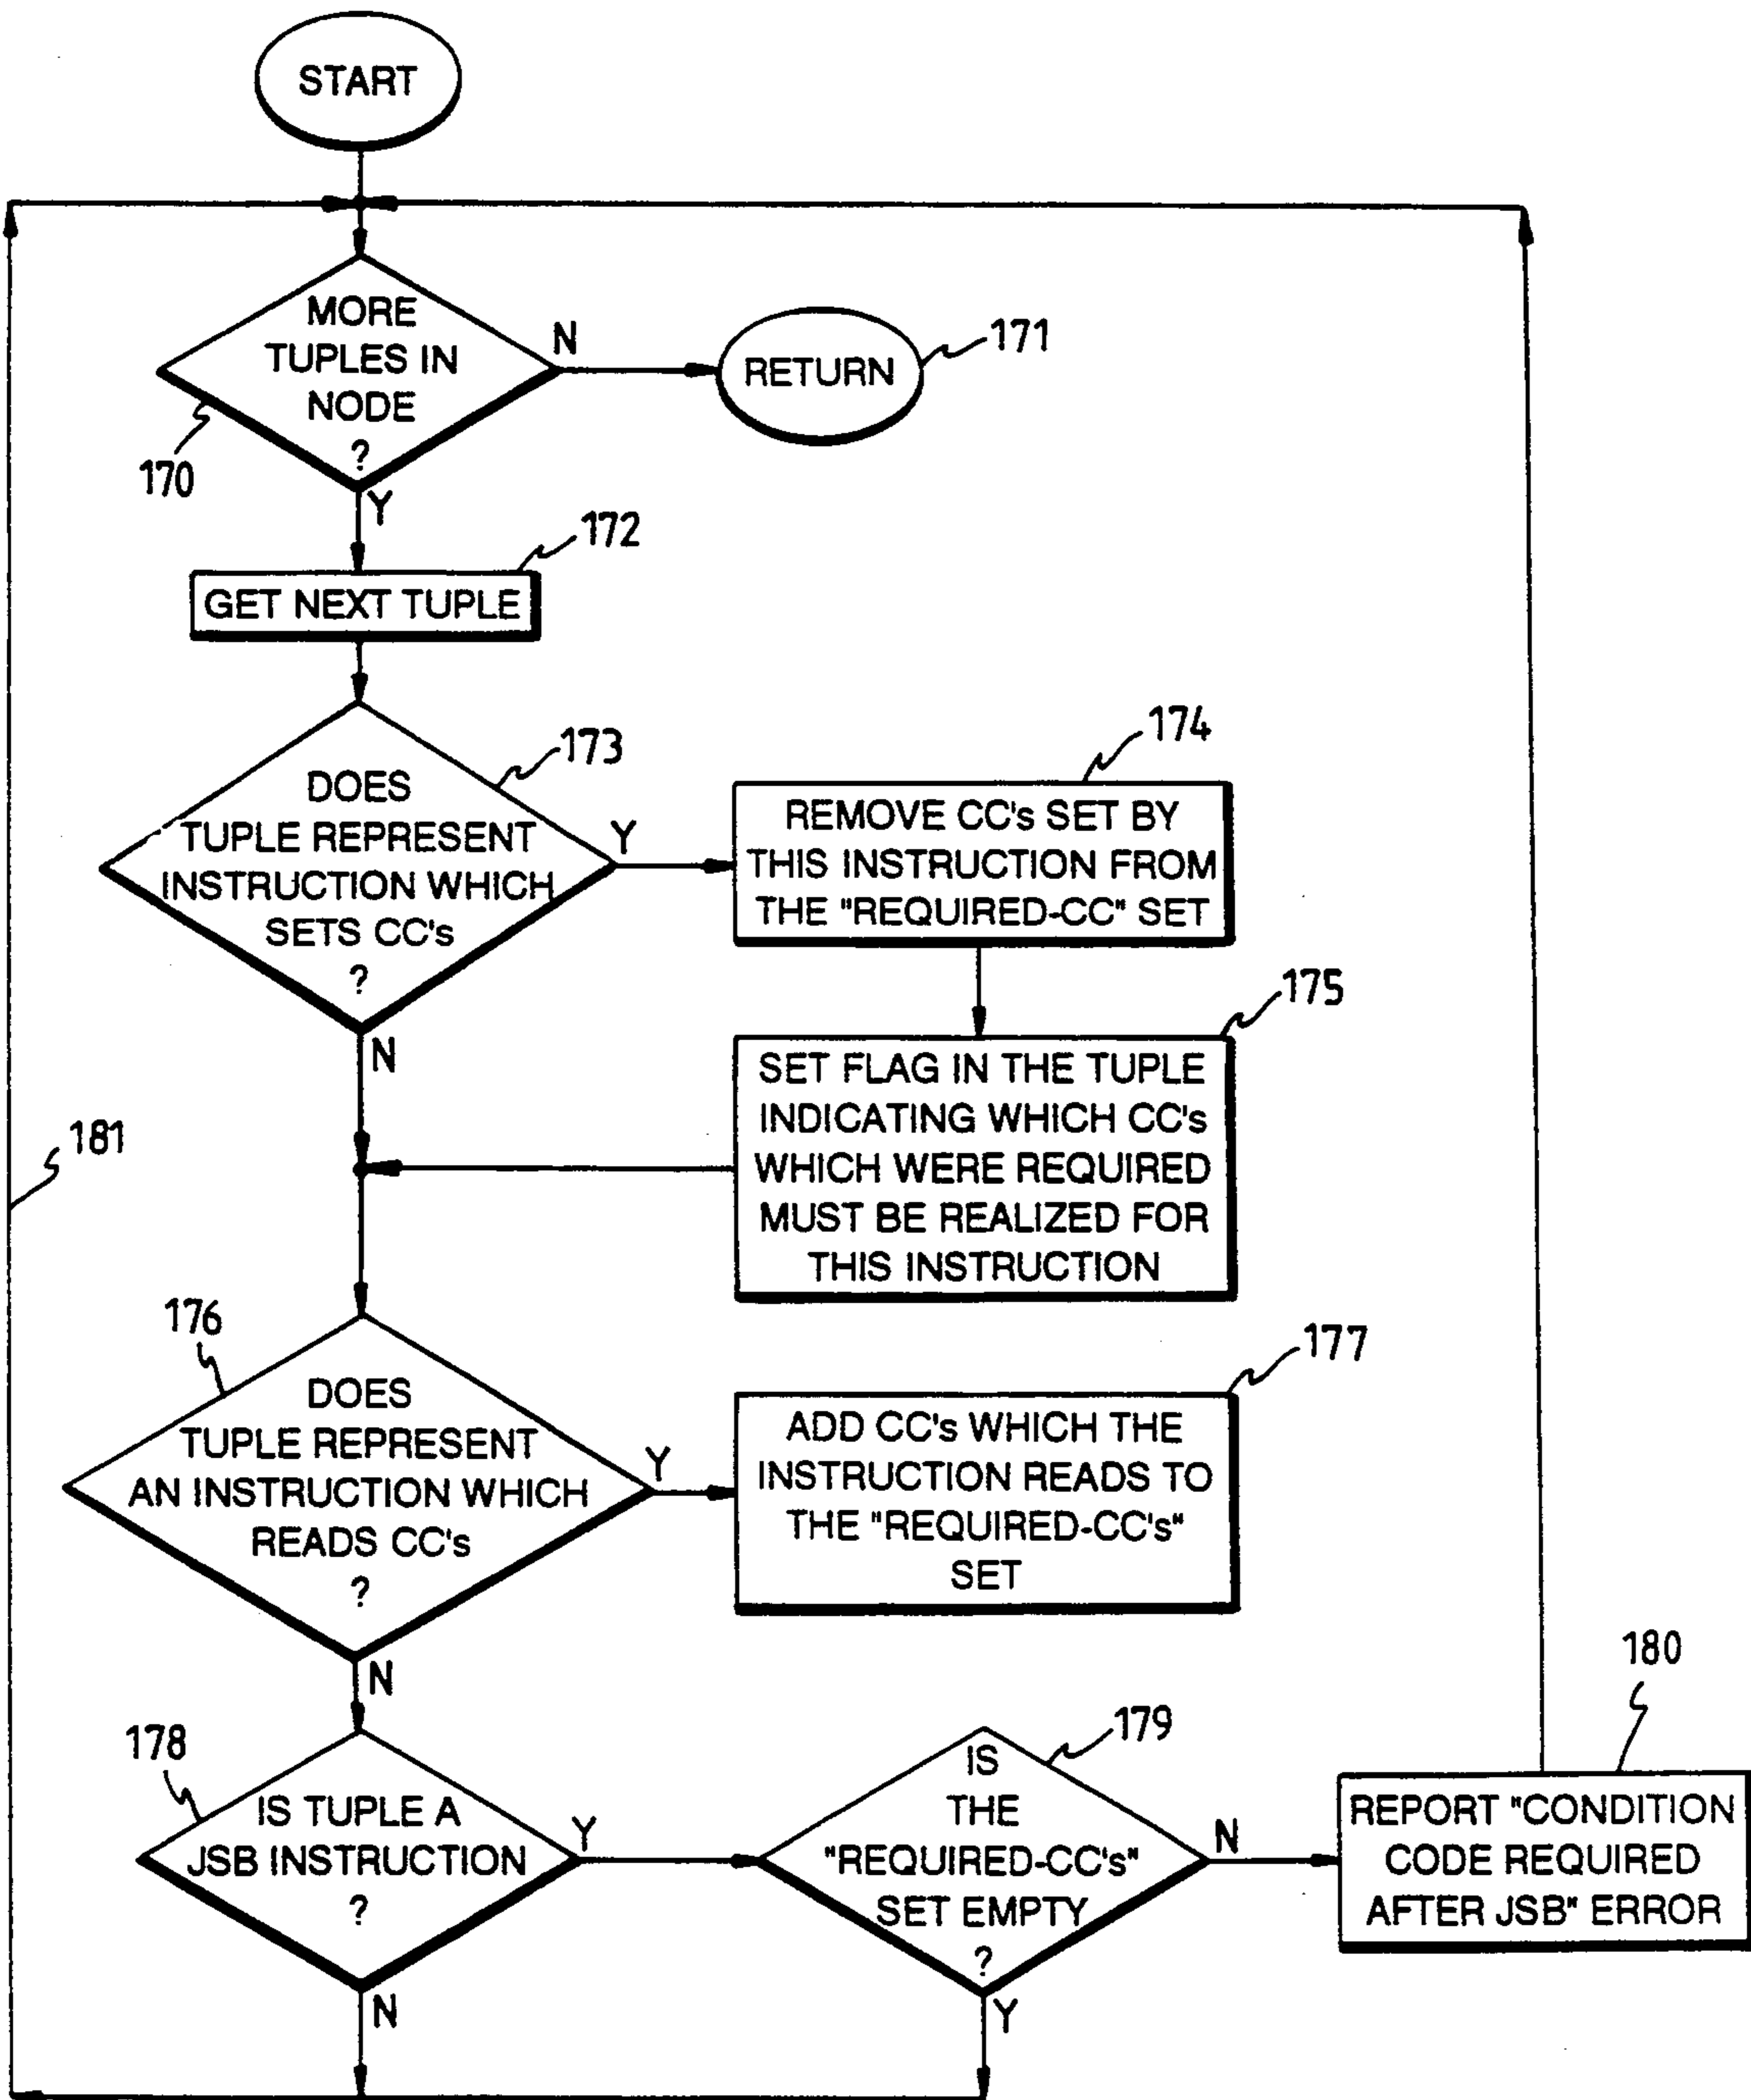 START
MORE
TUPLES IN
NODE
?
N
RETURN
171
170
Y
172
GET NEXT TUPLE
173
DOES
TUPLE REPRESENT
INSTRUCTION WHICH
SETS CC's
?
Y
174
REMOVE CC's SET BY
THIS INSTRUCTION FROM
THE "REQUIRED-CC" SET
N
175
SET FLAG IN THE TUPLE
INDICATING WHICH CC's
WHICH WERE REQUIRED
MUST BE REALIZED FOR
THIS INSTRUCTION
181
176
DOES
TUPLE REPRESENT
AN INSTRUCTION WHICH
READS CC's
?
Y
177
ADD CC's WHICH THE
INSTRUCTION READS TO
THE "REQUIRED-CC's"
SET
N
178
IS TUPLE A
JSB INSTRUCTION
?
Y
179
IS
THE
"REQUIRED-CC's"
SET EMPTY
?
N
180
REPORT "CONDITION
CODE REQUIRED
AFTER JSB" ERROR
N
Y